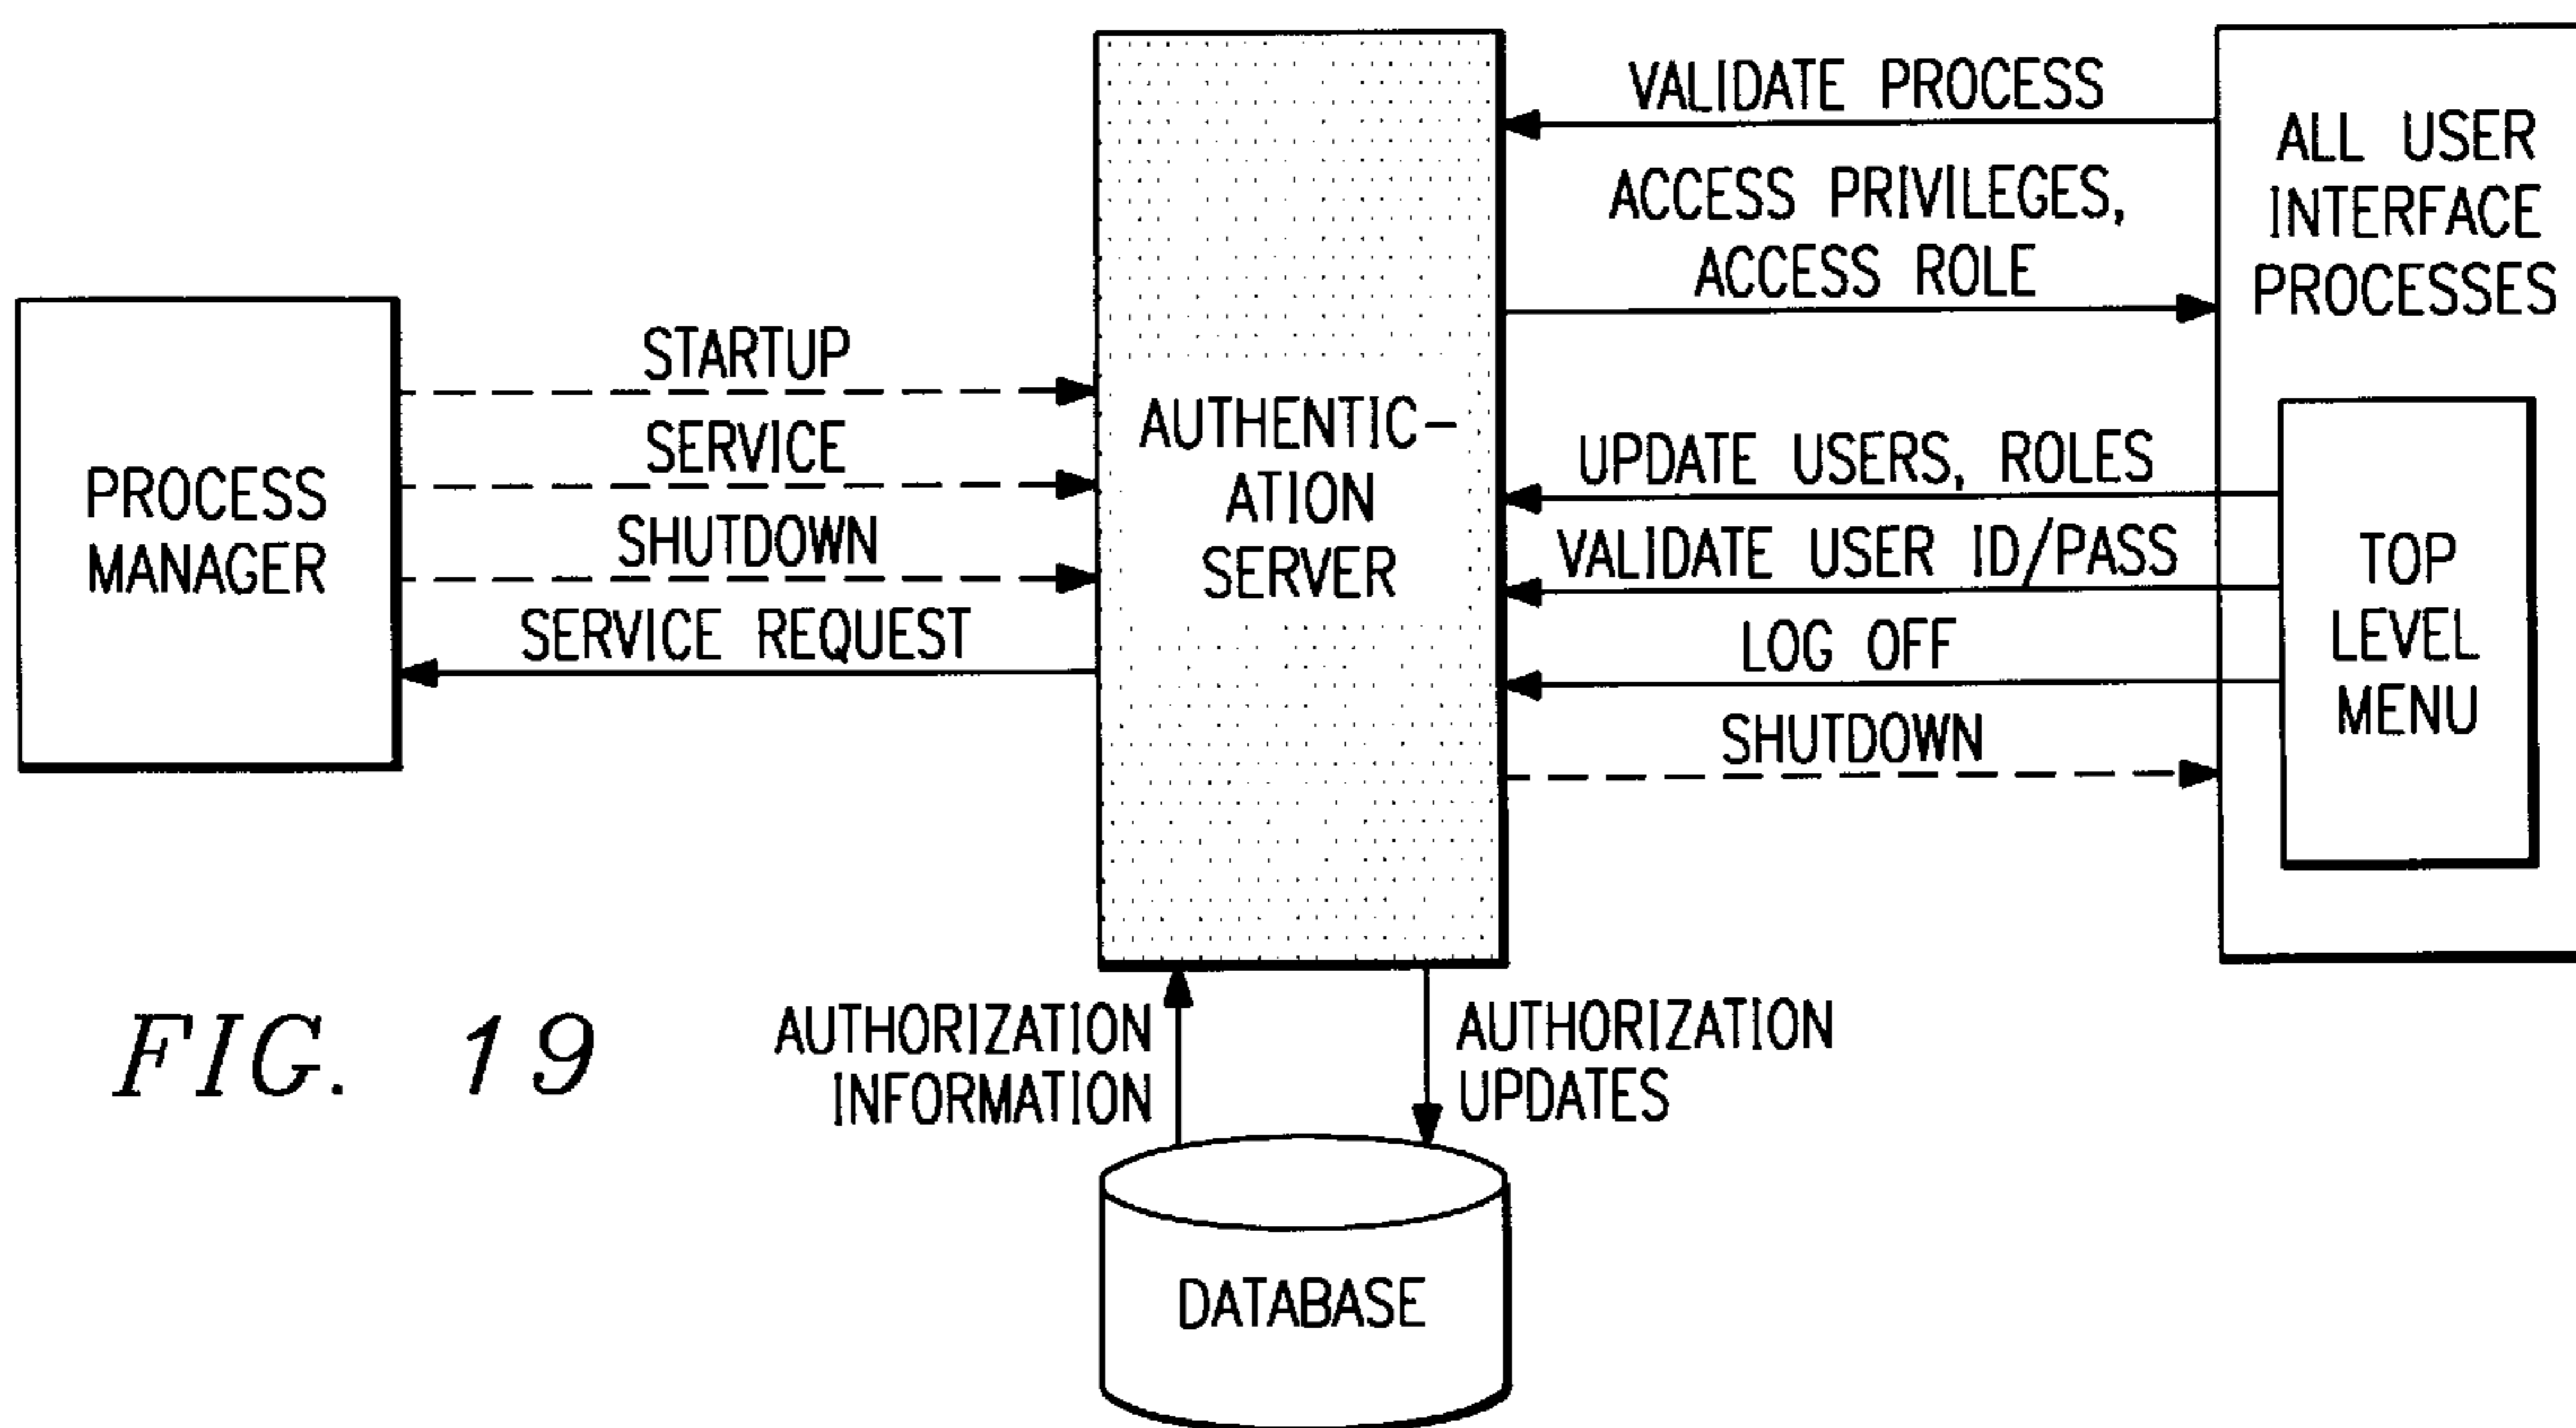 PROCESS
MANAGER
STARTUP
SERVICE
SHUTDOWN
SERVICE REQUEST
AUTHENTIC-
ATION
SERVER
VALIDATE PROCESS
ACCESS PRIVILEGES,
ACCESS ROLE
UPDATE USERS, ROLES
VALIDATE USER ID/PASS
LOG OFF
SHUTDOWN
ALL USER
INTERFACE
PROCESSES
TOP
LEVEL
MENU
AUTHORIZATION
INFORMATION
AUTHORIZATION
UPDATES
DATABASE
FIG. 19